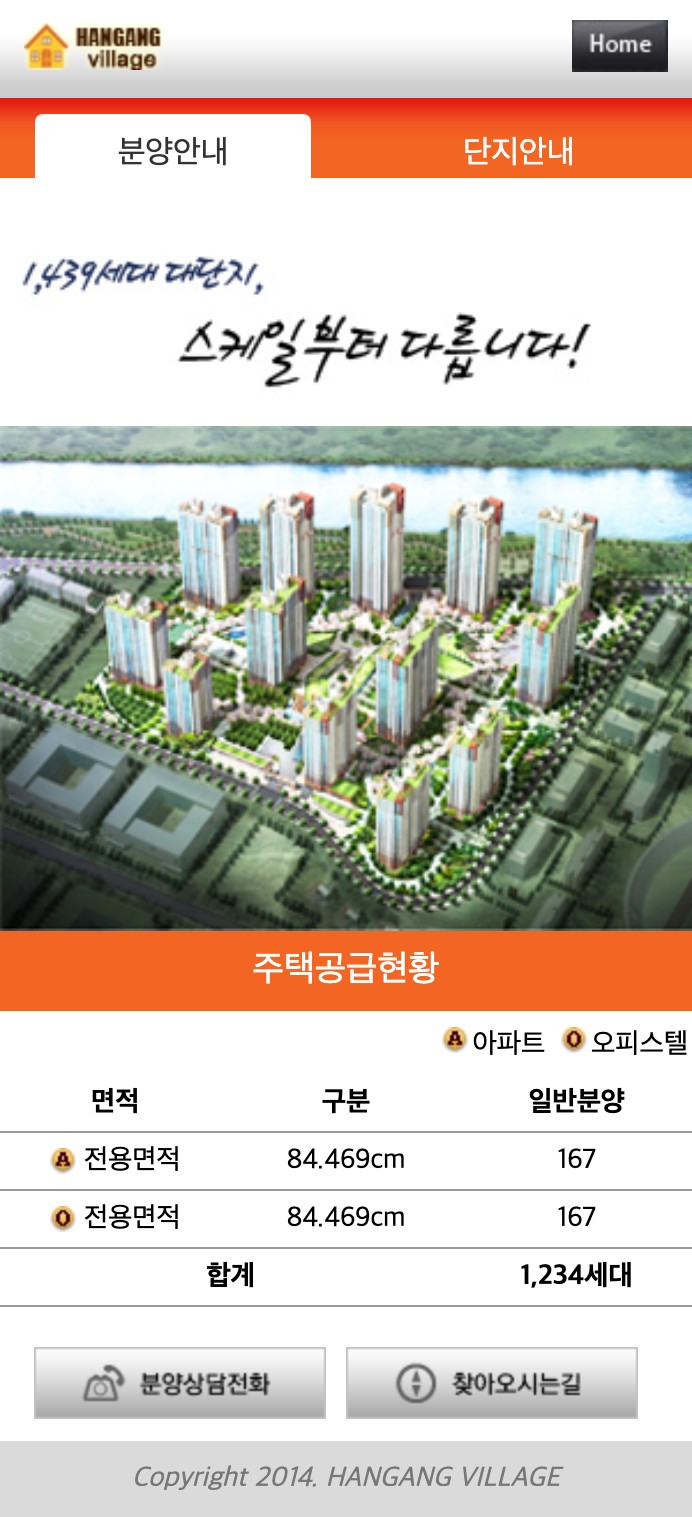 HANGANG
village
Home
분양안내 단지안내
1,439세대 대단지,
스케일부터 다릅니다!
주택공급현황
A 아파트 O 오피스텔
면적 구분 일반분양
A 전용면적 84.469cm 167
O 전용면적 84.469cm 167
합계 1,234세대
분양상담전화 찾아오시는길
Copyright 2014. HANGANG VILLAGE